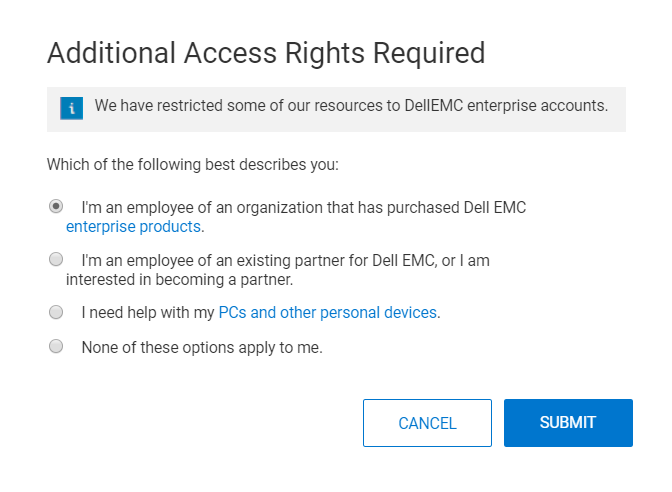 Additional Access Rights Required
i We have restricted some of our resources to DellEMC enterprise accounts.
Which of the following best describes you:
I'm an employee of an organization that has purchased Dell EMC
enterprise products.
I'm an employee of an existing partner for Dell EMC, or I am
interested in becoming a partner.
I need help with my PCs and other personal devices.
None of these options apply to me.
CANCEL SUBMIT